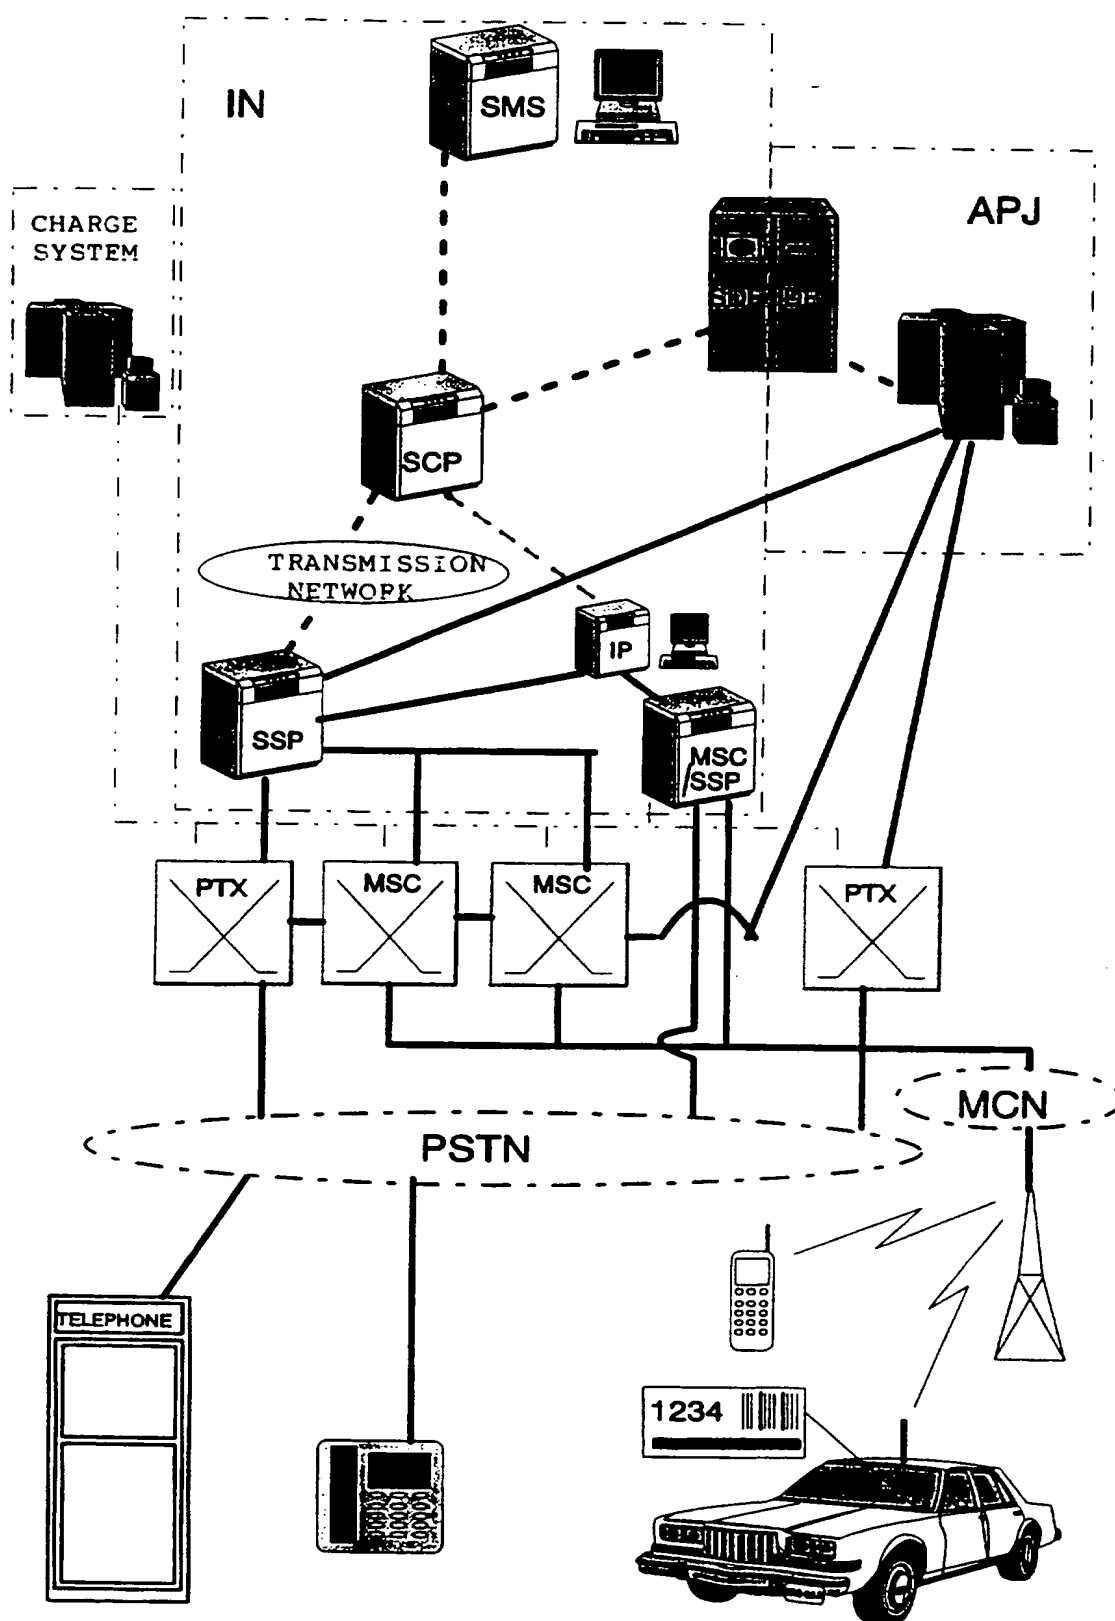 IN
SMS
APJ
CHARGE
SYSTEM
SCP
TRANSMISSION
NETWORK
IP
SSP
MSC
/SSP
PTX
MSC
MSC
PTX
MCN
PSTN
TELEPHONE
1234